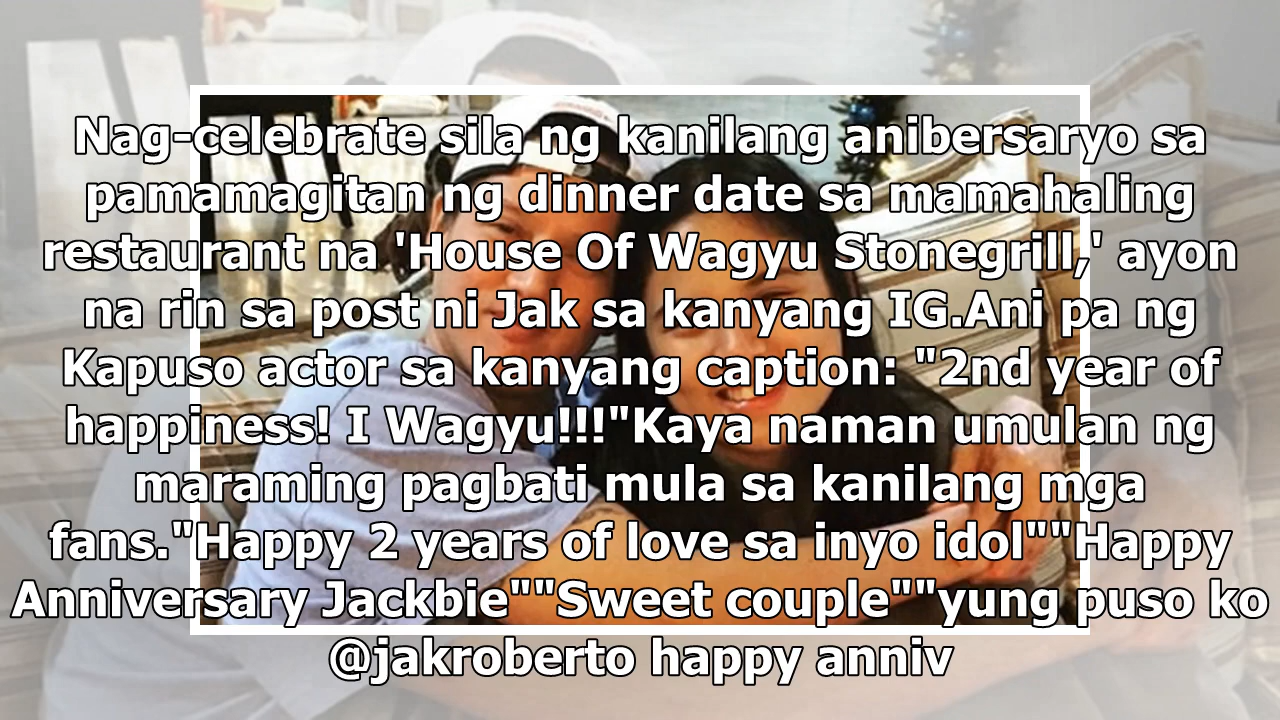 Nag-celebrate sila ng kanilang anibersaryo sa
pamamagitan ng dinner date sa mamahaling
restaurant na 'House Of Wagyu Stonegrill,' ayon
na rin sa post ni Jak sa kanyang IG.Ani pa ng
Kapuso actor sa kanyang caption: "2nd year of
happiness! I Wagyu!!!"Kaya naman umulan ng
maraming pagbati mula sa kanilang mga
fans."Happy 2 years of love sa inyo idol""Happy
Anniversary Jackbie""Sweet couple""yung puso ko
@jakroberto happy anniv